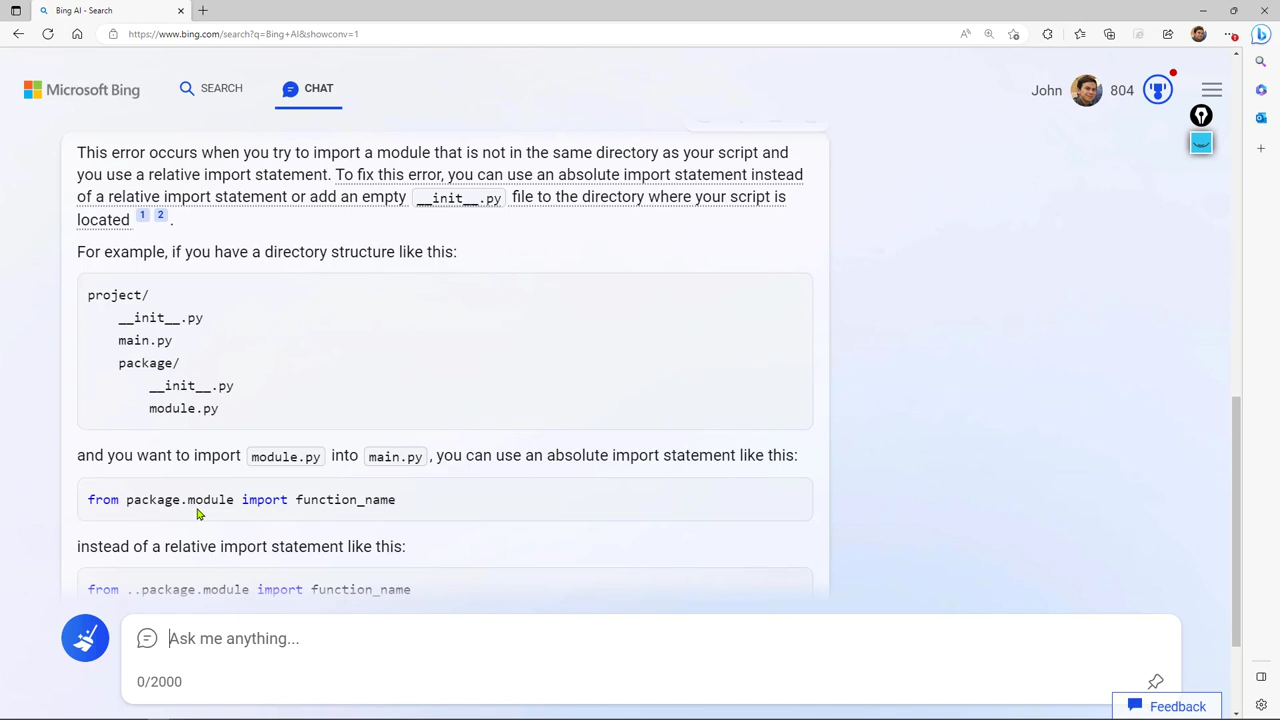 Bing AI - Search
https://www.bing.com/search?q=Bing+AI&showconv=1
Microsoft Bing
SEARCH
CHAT
John
804
This error occurs when you try to import a module that is not in the same directory as your script and
you use a relative import statement. To fix this error, you can use an absolute import statement instead
of a relative import statement or add an empty __init__.py file to the directory where your script is
located 1 2 .
For example, if you have a directory structure like this:
project/
__init__.py
main.py
package/
__init__.py
module.py
and you want to import module.py into main.py , you can use an absolute import statement like this:
from package.module import function_name
instead of a relative import statement like this:
from ..package.module import function_name
Ask me anything...
0/2000
Feedback